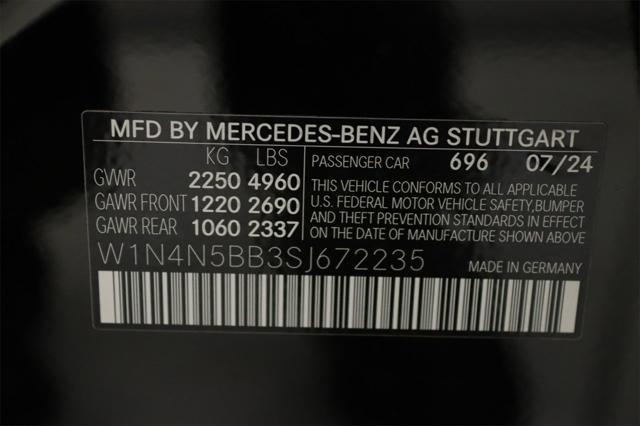 MFD BY MERCEDES-BENZ AG STUTTGART
KG LBS
GVWR 2250 4960
GAWR FRONT 1220 2690
GAWR REAR 1060 2337
PASSENGER CAR 696 07/24
THIS VEHICLE CONFORMS TO ALL APPLICABLE
U.S. FEDERAL MOTOR VEHICLE SAFETY,BUMPER
AND THEFT PREVENTION STANDARDS IN EFFECT
ON THE DATE OF MANUFACTURE SHOWN ABOVE
W1N4N5BB3SJ672235 MADE IN GERMANY